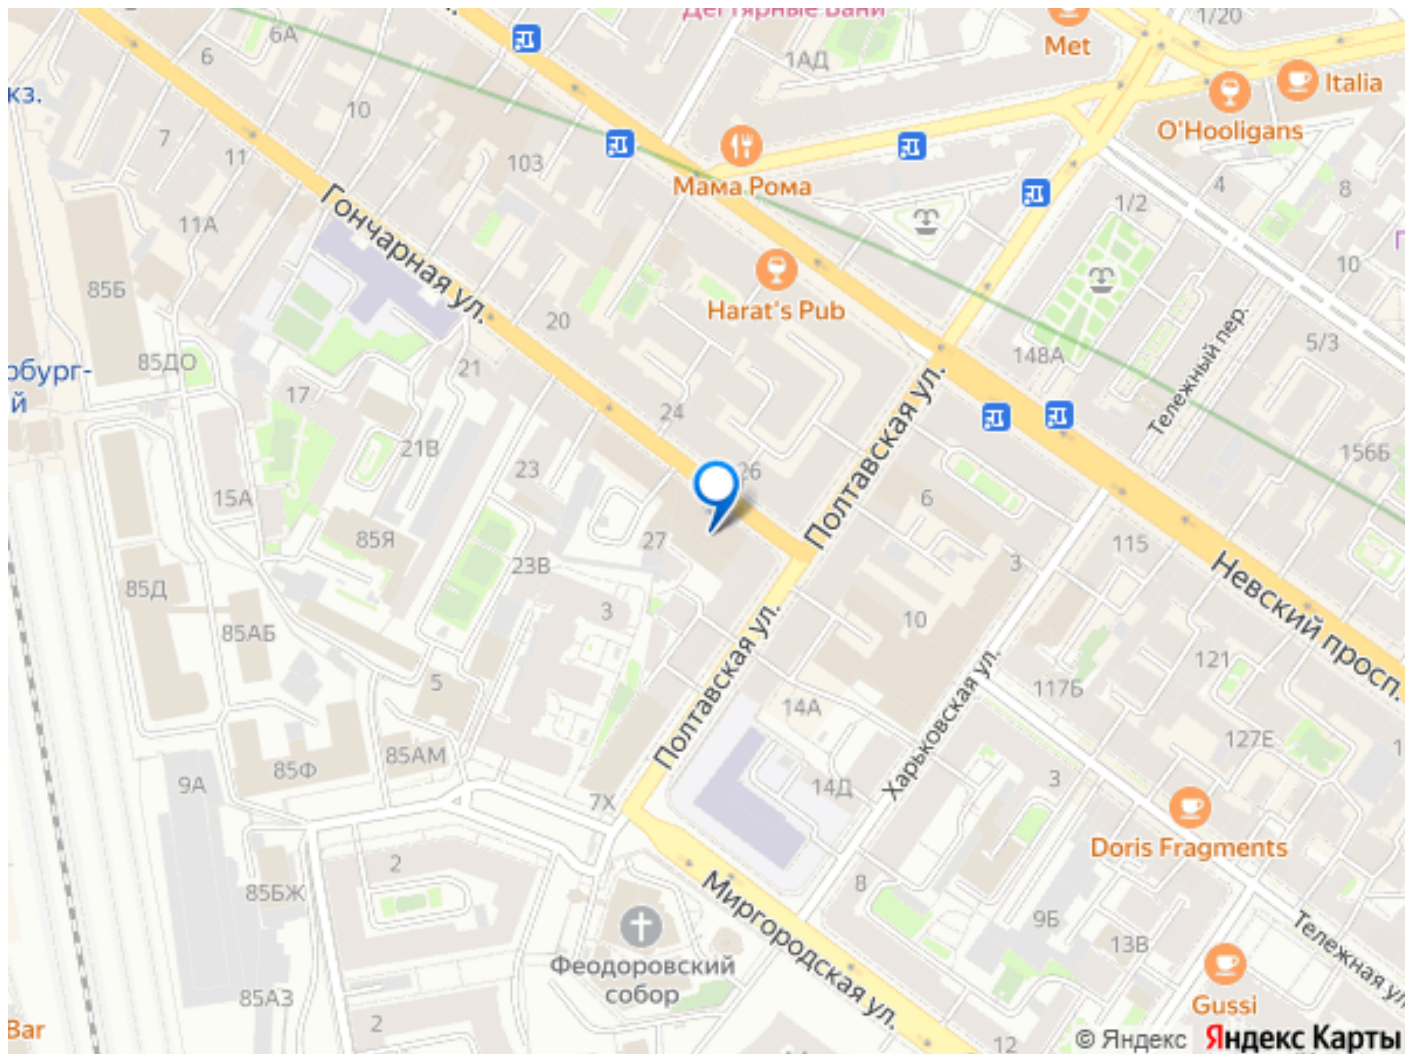 6А
6
1АД
1/20
Met
Italia
O'Hooligans
кз.
10
7
11
103
Мама Рома
4
8
1/2
11А
Гончарная ул.
85Б
10
Harat's Pub
20
5/3
148А
Тележный пер.
85ДО
21
17
24
Полтавская ул.
21В
23
26
6
156Б
15А
85Я
27
115
3
Невский просп.
23В
85Д
3
10
85АБ
Полтавская ул.
121
117Б
5
14А
Харьковская ул.
127Е
85АМ
85Ф
9А
14Д
3
7Х
Doris Fragments
2
85БЖ
8
Миргородская ул.
9Б
13В
Тележная ул.
Феодоровский
собор
85АЗ
Gussi
2
Bar
12
© Яндекс Яндекс Карты